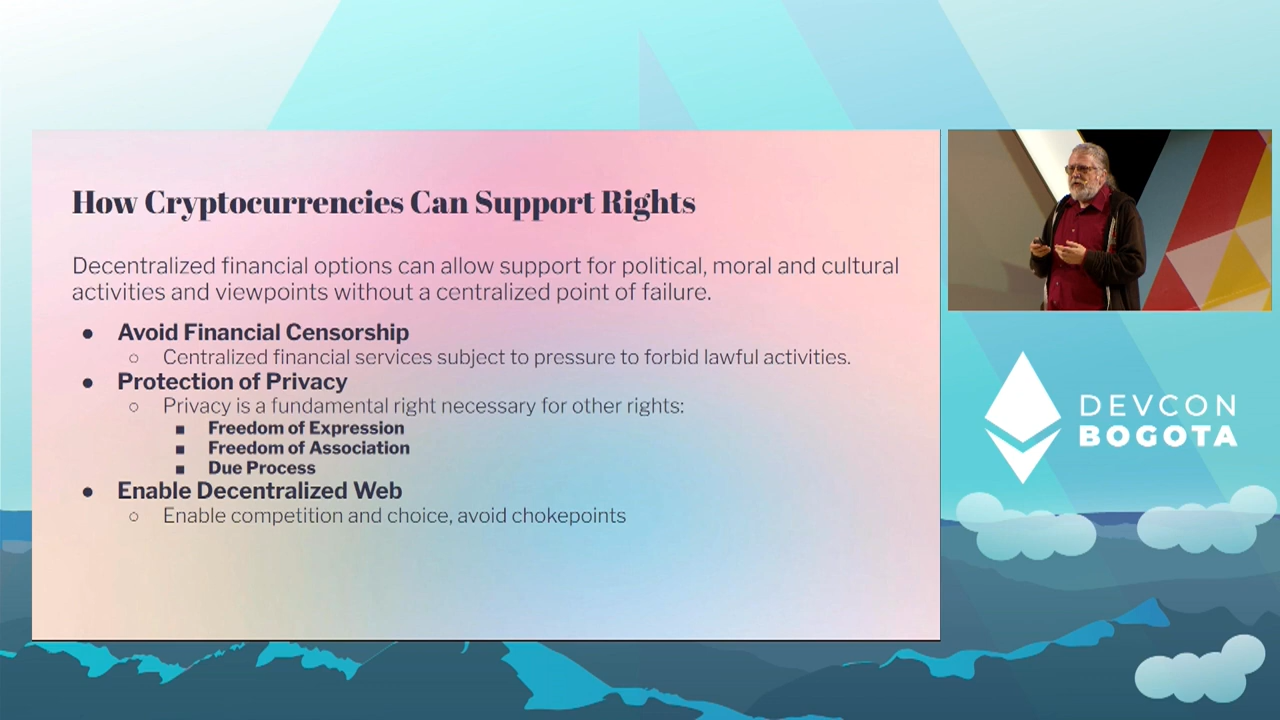 How Cryptocurrencies Can Support Rights
Decentralized financial options can allow support for political, moral and cultural
activities and viewpoints without a centralized point of failure.
● Avoid Financial Censorship
○ Centralized financial services subject to pressure to forbid lawful activities.
● Protection of Privacy
○ Privacy is a fundamental right necessary for other rights:
■ Freedom of Expression
■ Freedom of Association
■ Due Process
● Enable Decentralized Web
○ Enable competition and choice, avoid chokepoints
DEVCON
BOGOTA